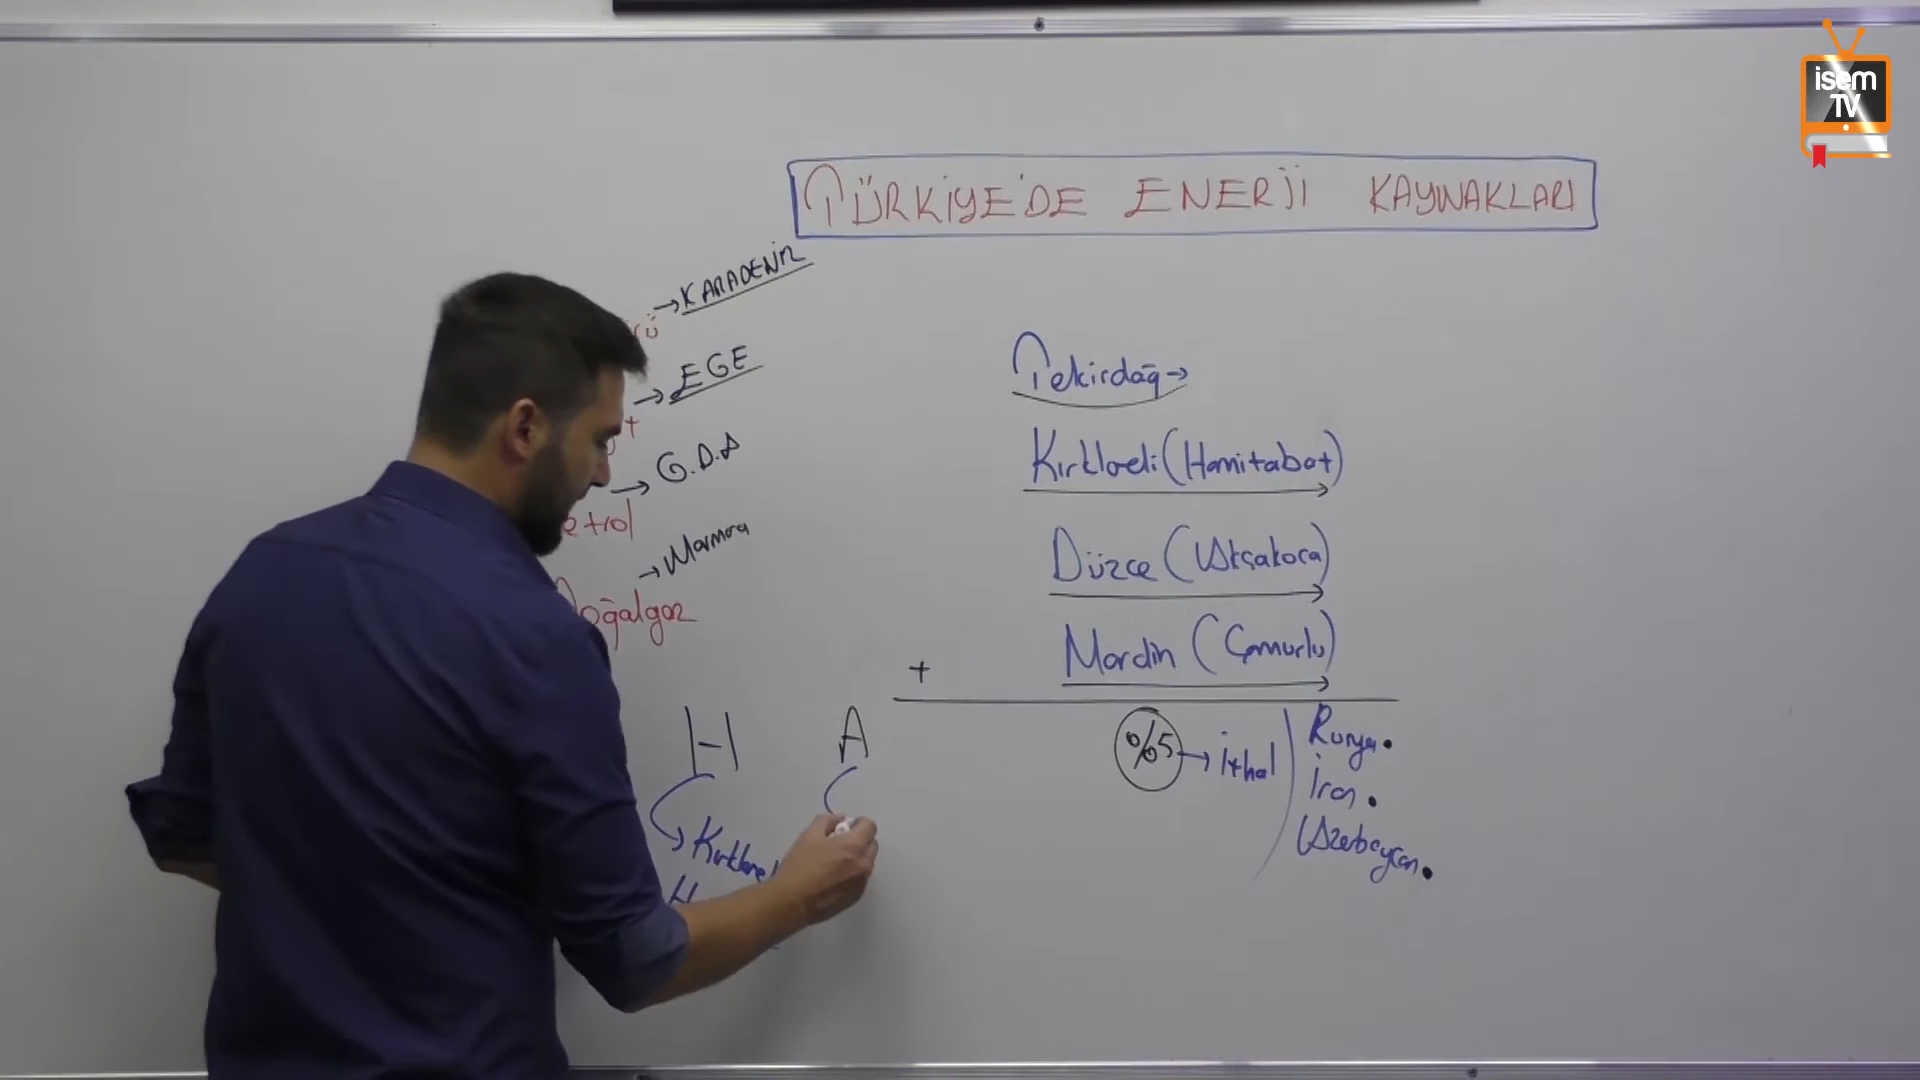 isem
TV
TÜRKİYE'DE ENERJİ KAYNAKLARI
→KARADENİZ
→EGE
→G.D.A
etrol
→Marmara
oğalgaz
Tekirdağ→
Kırklareli (Hamitabat)
Düzce (Akçakoca)
Mardin (Çamurlu)
+
%5→ İthal
Rusya.
İran.
Azerbaycan.
H A
Kırklareli
H